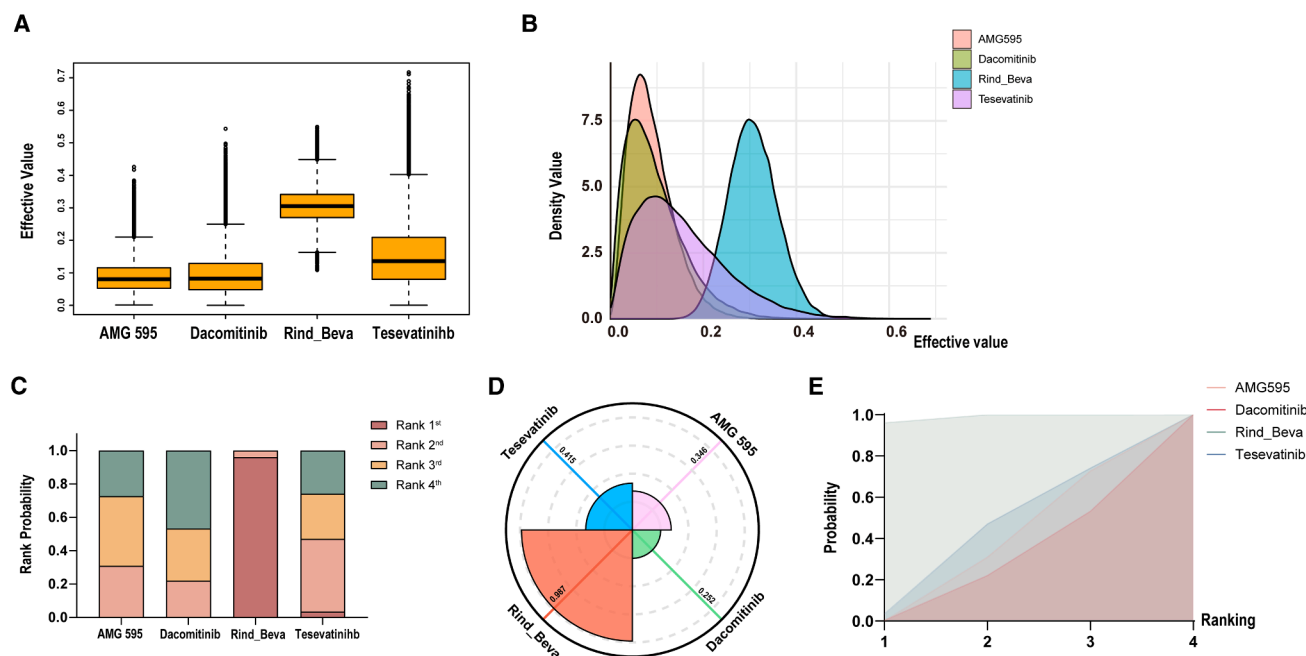 A
Effective Value
0.7
0.6
0.5
0.4
0.3
0.2
0.1
0.0
AMG 595
Dacomitinib
Rind_Beva
Tesevatinihb
B
AMG595
Dacomitinib
Rind_Beva
Tesevatinib
Density Value
7.5
5.0
2.5
0.0
0.0
0.2
0.4
0.6
Effective value
C
Rank 1st
Rank 2nd
Rank 3rd
Rank 4th
Rank Probability
1.0
0.8
0.6
0.4
0.2
0.0
AMG 595
Dacomitinib
Rind_Beva
Tesevatinihb
D
Tesevatinib
0.415
AMG 595
0.346
Rind_Beva
0.987
Dacomitinib
0.252
E
AMG595
Dacomitinib
Rind_Beva
Tesevatinib
Probability
1.0
0.8
0.6
0.4
0.2
0.0
1
2
3
4
Ranking